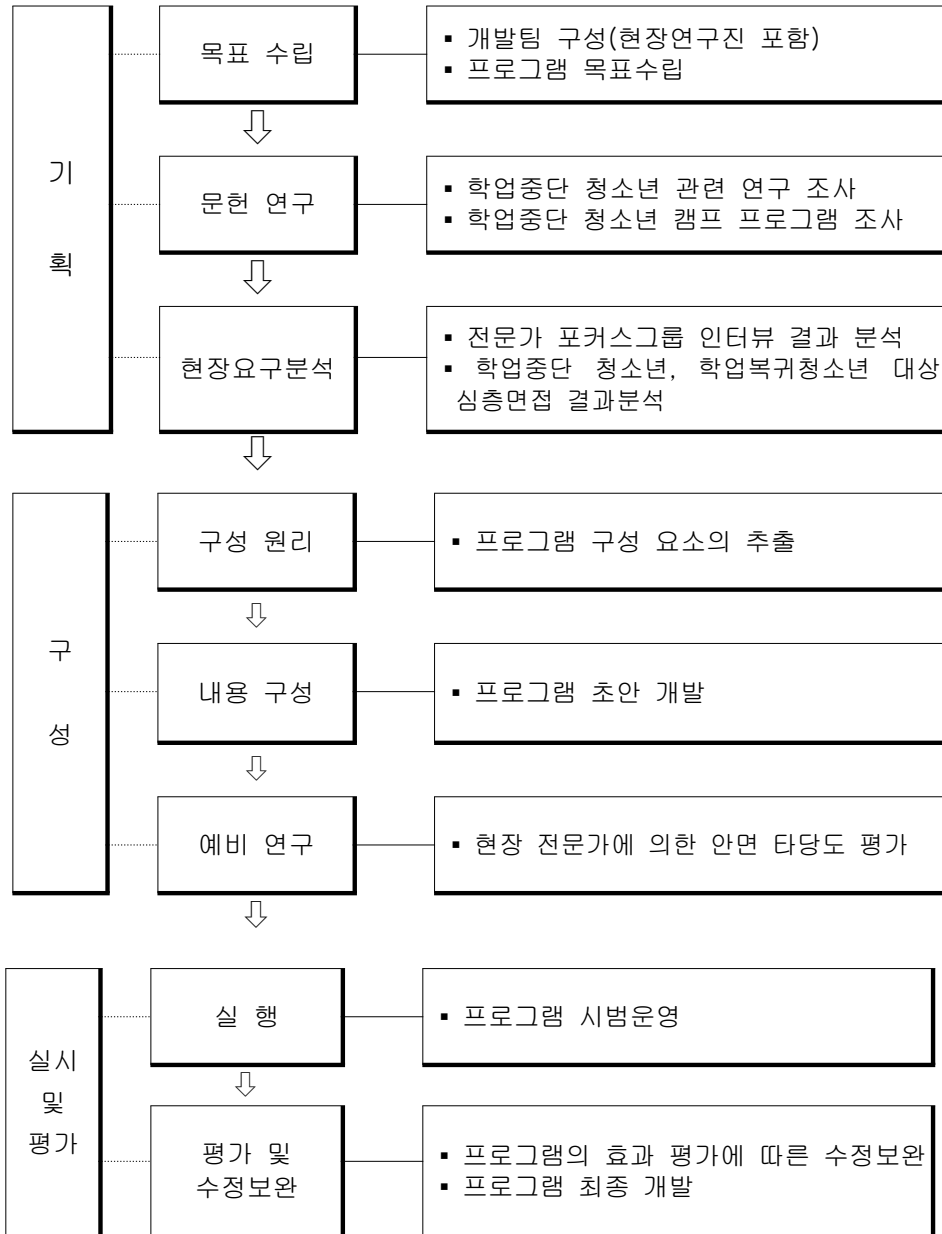 기
획
목표 수립
▪ 개발팀 구성(현장연구진 포함)
▪ 프로그램 목표수립
문헌 연구
▪ 학업중단 청소년 관련 연구 조사
▪ 학업중단 청소년 캠프 프로그램 조사
현장요구분석
▪ 전문가 포커스그룹 인터뷰 결과 분석
▪ 학업중단 청소년, 학업복귀청소년 대상
심층면접 결과분석
구
성
구성 원리
▪ 프로그램 구성 요소의 추출
내용 구성
▪ 프로그램 초안 개발
예비 연구
▪ 현장 전문가에 의한 안면 타당도 평가
실시
및
평가
실 행
▪ 프로그램 시범운영
평가 및
수정보완
▪ 프로그램의 효과 평가에 따른 수정보완
▪ 프로그램 최종 개발